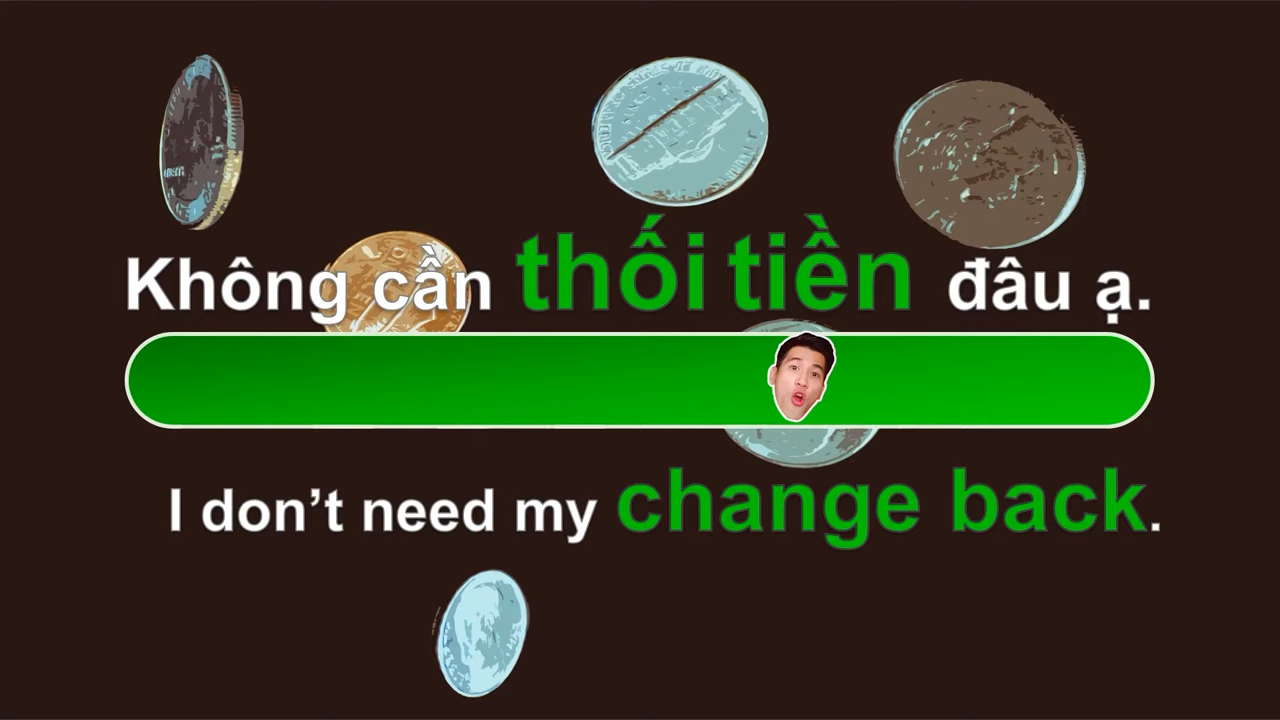 Không cần thối tiền đâu ạ.
I don’t need my change back.